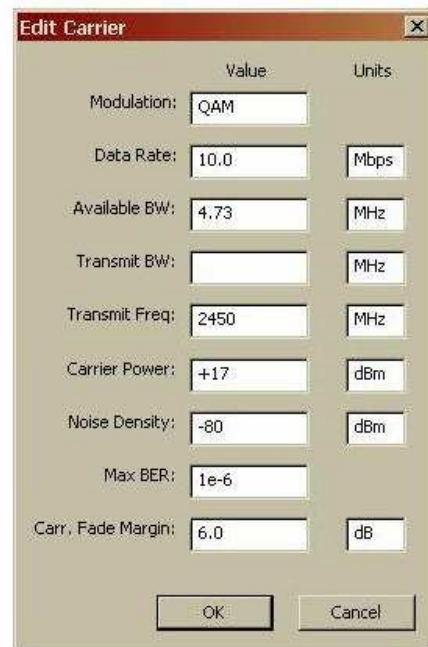 Edit Carrier
Value Units
Modulation: QAM
Data Rate: 10.0 Mbps
Available BW: 4.73 MHz
Transmit BW: MHz
Transmit Freq: 2450 MHz
Carrier Power: +17 dBm
Noise Density: -80 dBm
Max BER: 1e-6
Carr. Fade Margin: 6.0 dB
OK Cancel